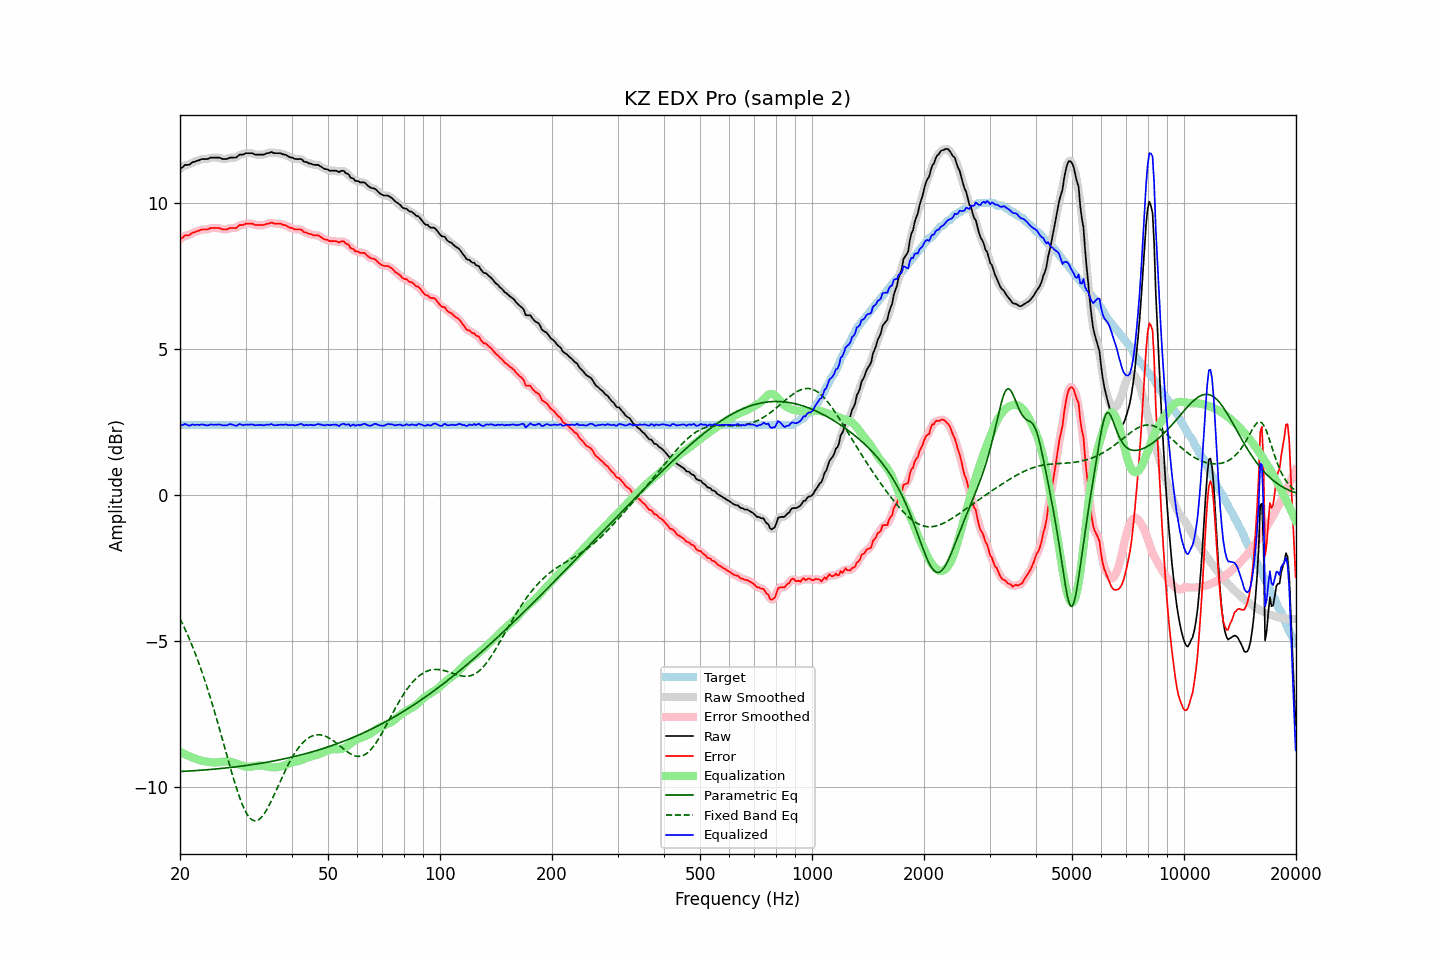 KZ EDX Pro (sample 2)
Amplitude (dBr)
10
5
0
−5
−10
Target
Raw Smoothed
Error Smoothed
Raw
Error
Equalization
Parametric Eq
Fixed Band Eq
Equalized
20 50 100 200 500 1000 2000 5000 10000 20000
Frequency (Hz)